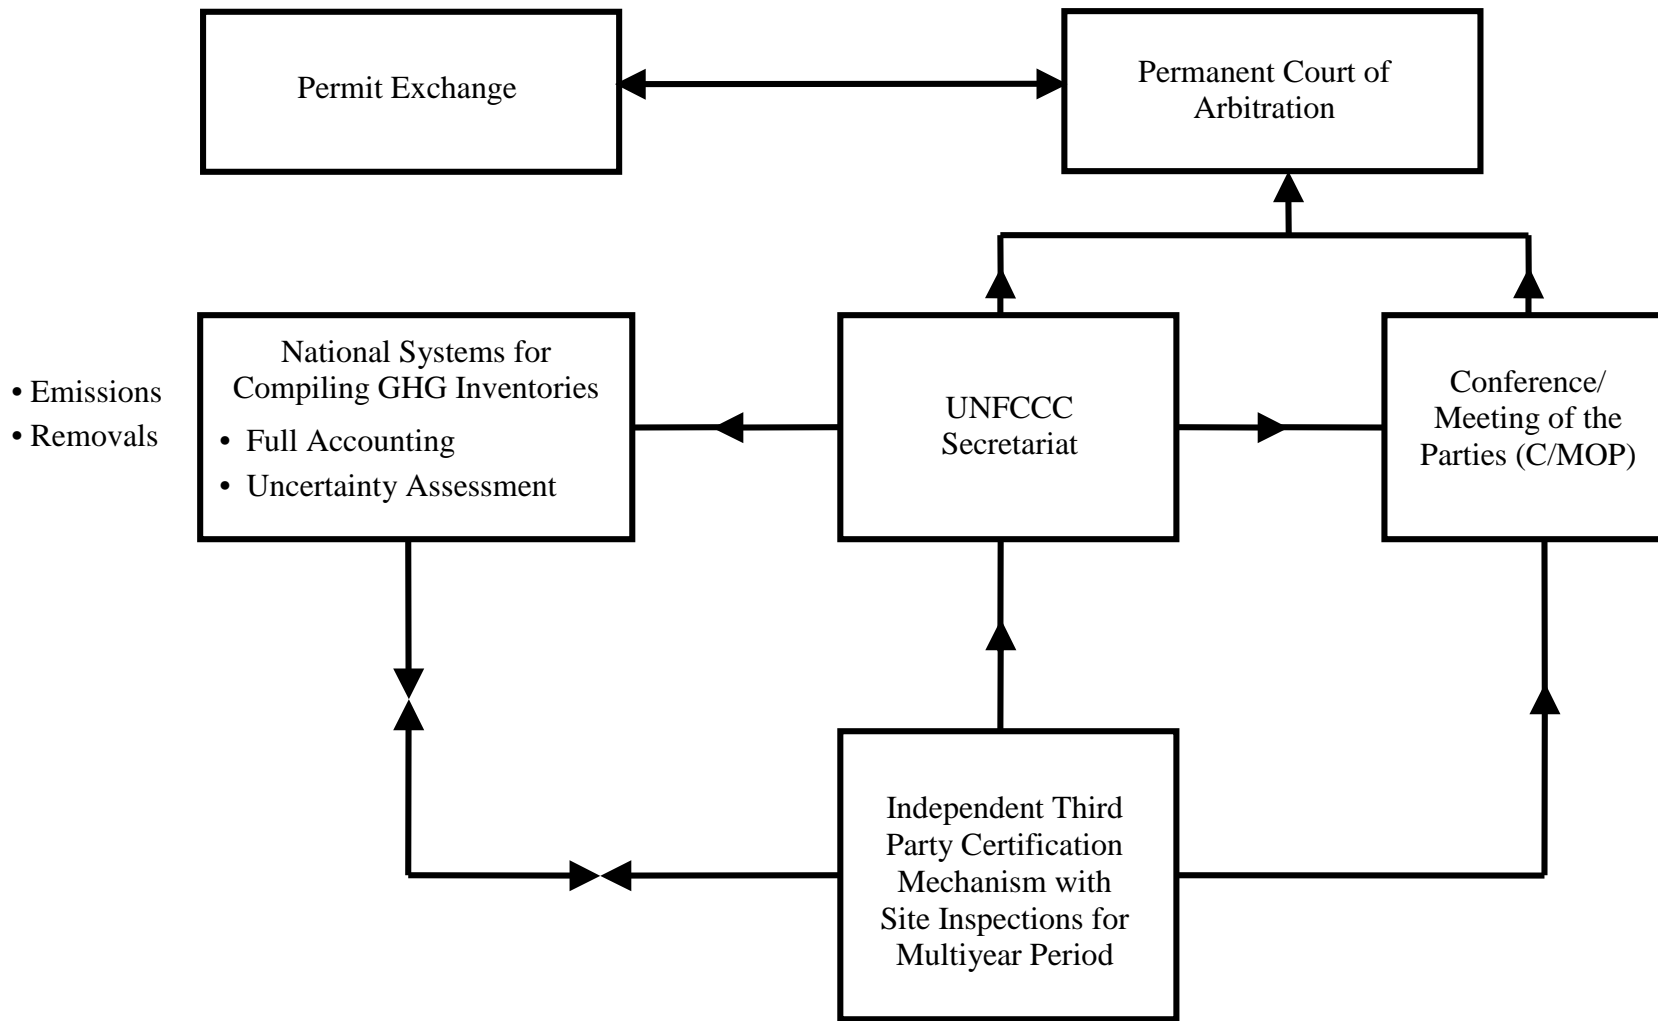 Permit Exchange
Permanent Court of
Arbitration
• Emissions
• Removals
National Systems for
Compiling GHG Inventories
• Full Accounting
• Uncertainty Assessment
UNFCCC
Secretariat
Conference/
Meeting of the
Parties (C/MOP)
Independent Third
Party Certification
Mechanism with
Site Inspections for
Multiyear Period